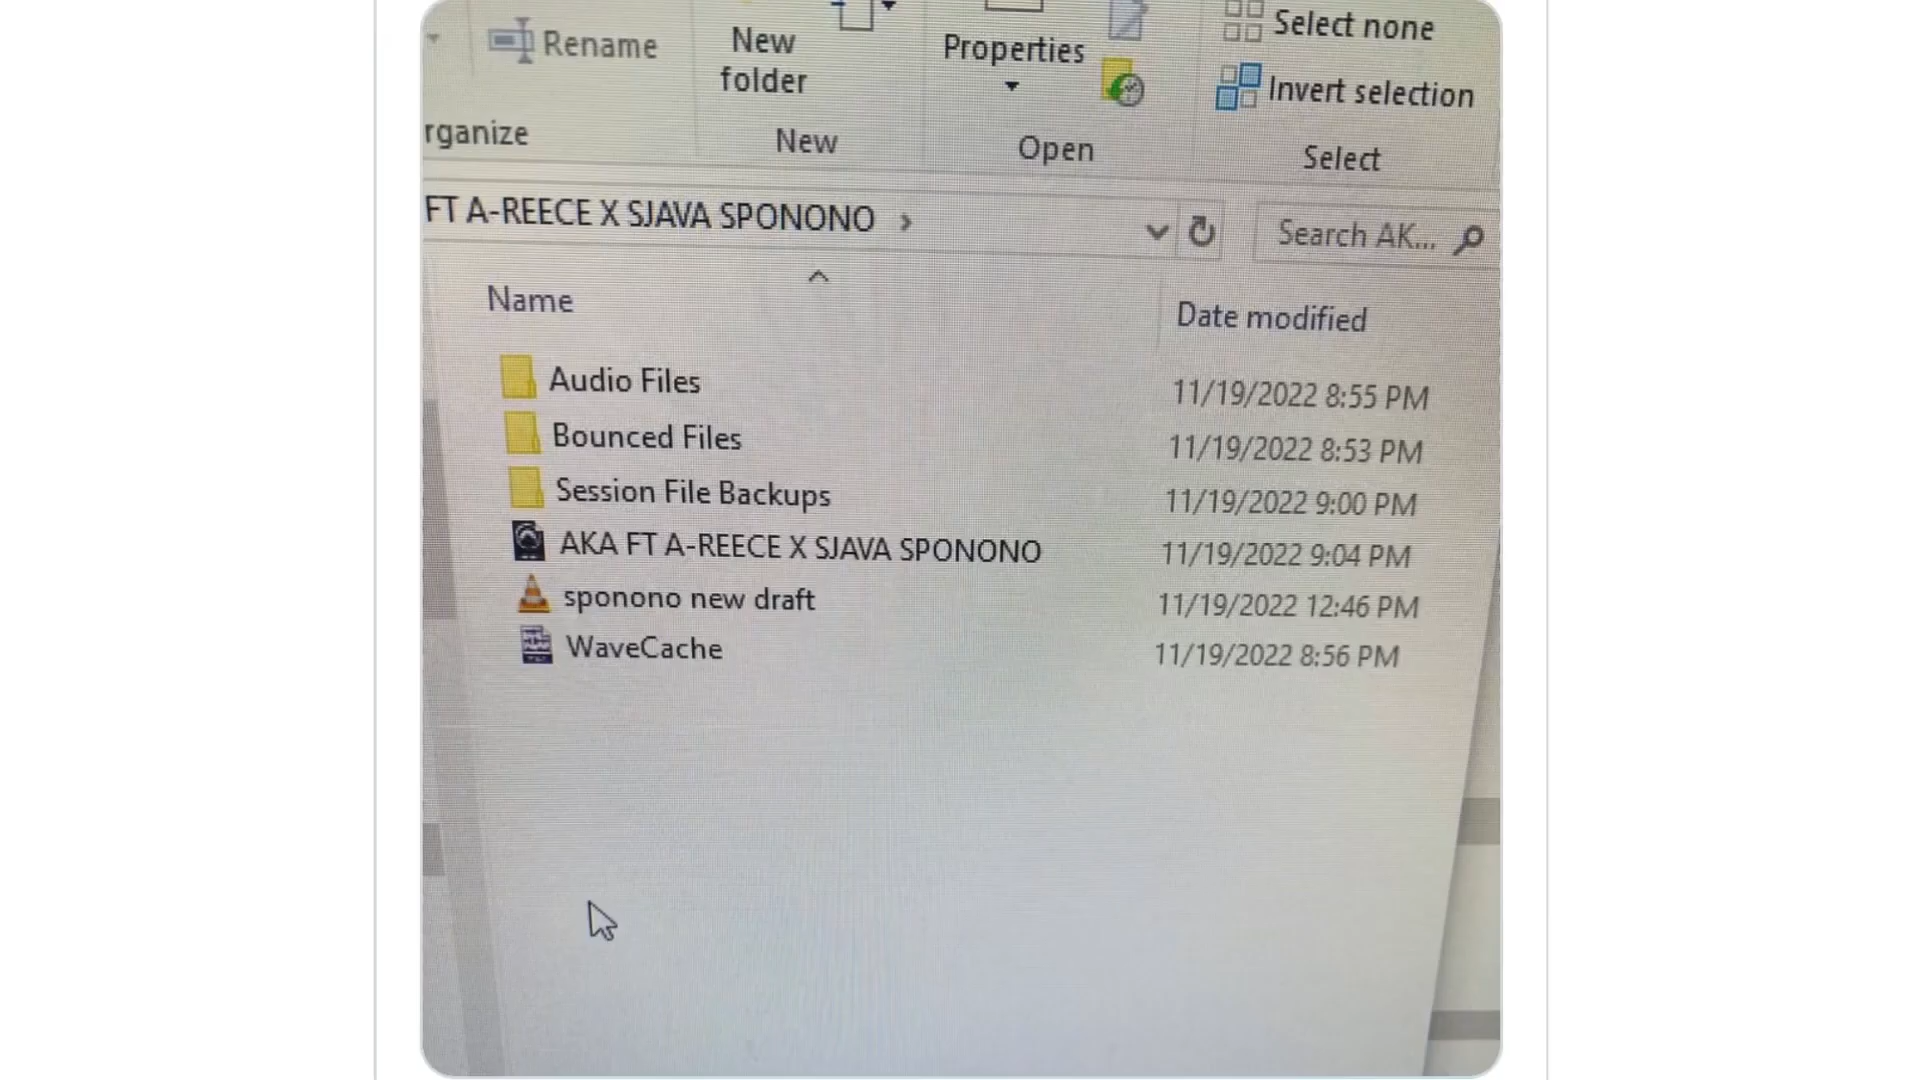 Rename
New
folder
Properties
Select none
Invert selection
rganize
New
Open
Select
FT A-REECE X SJAVA SPONONO
Search AK...
Name
Date modified
Audio Files 11/19/2022 8:55 PM
Bounced Files 11/19/2022 8:53 PM
Session File Backups 11/19/2022 9:00 PM
AKA FT A-REECE X SJAVA SPONONO 11/19/2022 9:04 PM
sponono new draft 11/19/2022 12:46 PM
WaveCache 11/19/2022 8:56 PM